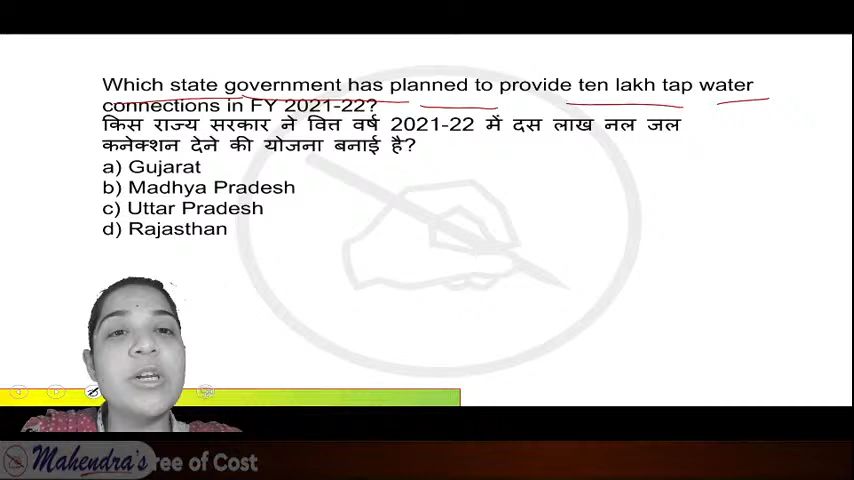 Which state government has planned to provide ten lakh tap water
connections in FY 2021-22?
किस राज्य सरकार ने वित्त वर्ष 2021-22 में दस लाख नल जल
कनेक्शन देने की योजना बनाई है?
a) Gujarat
b) Madhya Pradesh
c) Uttar Pradesh
d) Rajasthan
Mahendra's ree of Cost